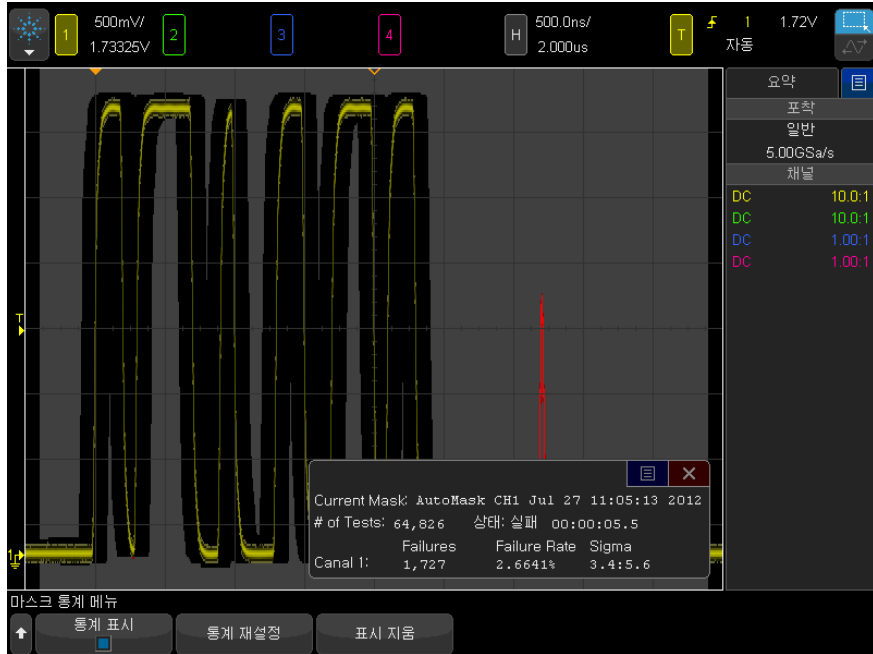 1 500mV/ 1.73325V 2 3 4 H 500.0ns/ 2.000us T 1 1.72V 자동
요약
포착
일반
5.00GSa/s
채널
DC 10.0:1
DC 10.0:1
DC 1.00:1
DC 1.00:1
T
1
Current Mask: AutoMask CH1 Jul 27 11:05:13 2012
# of Tests: 64,826 상태: 실패 00:00:05.5
Failures Failure Rate Sigma
Canal 1: 1,727 2.6641% 3.4:5.6
마스크 통계 메뉴
통계 표시 통계 재설정 표시 지움